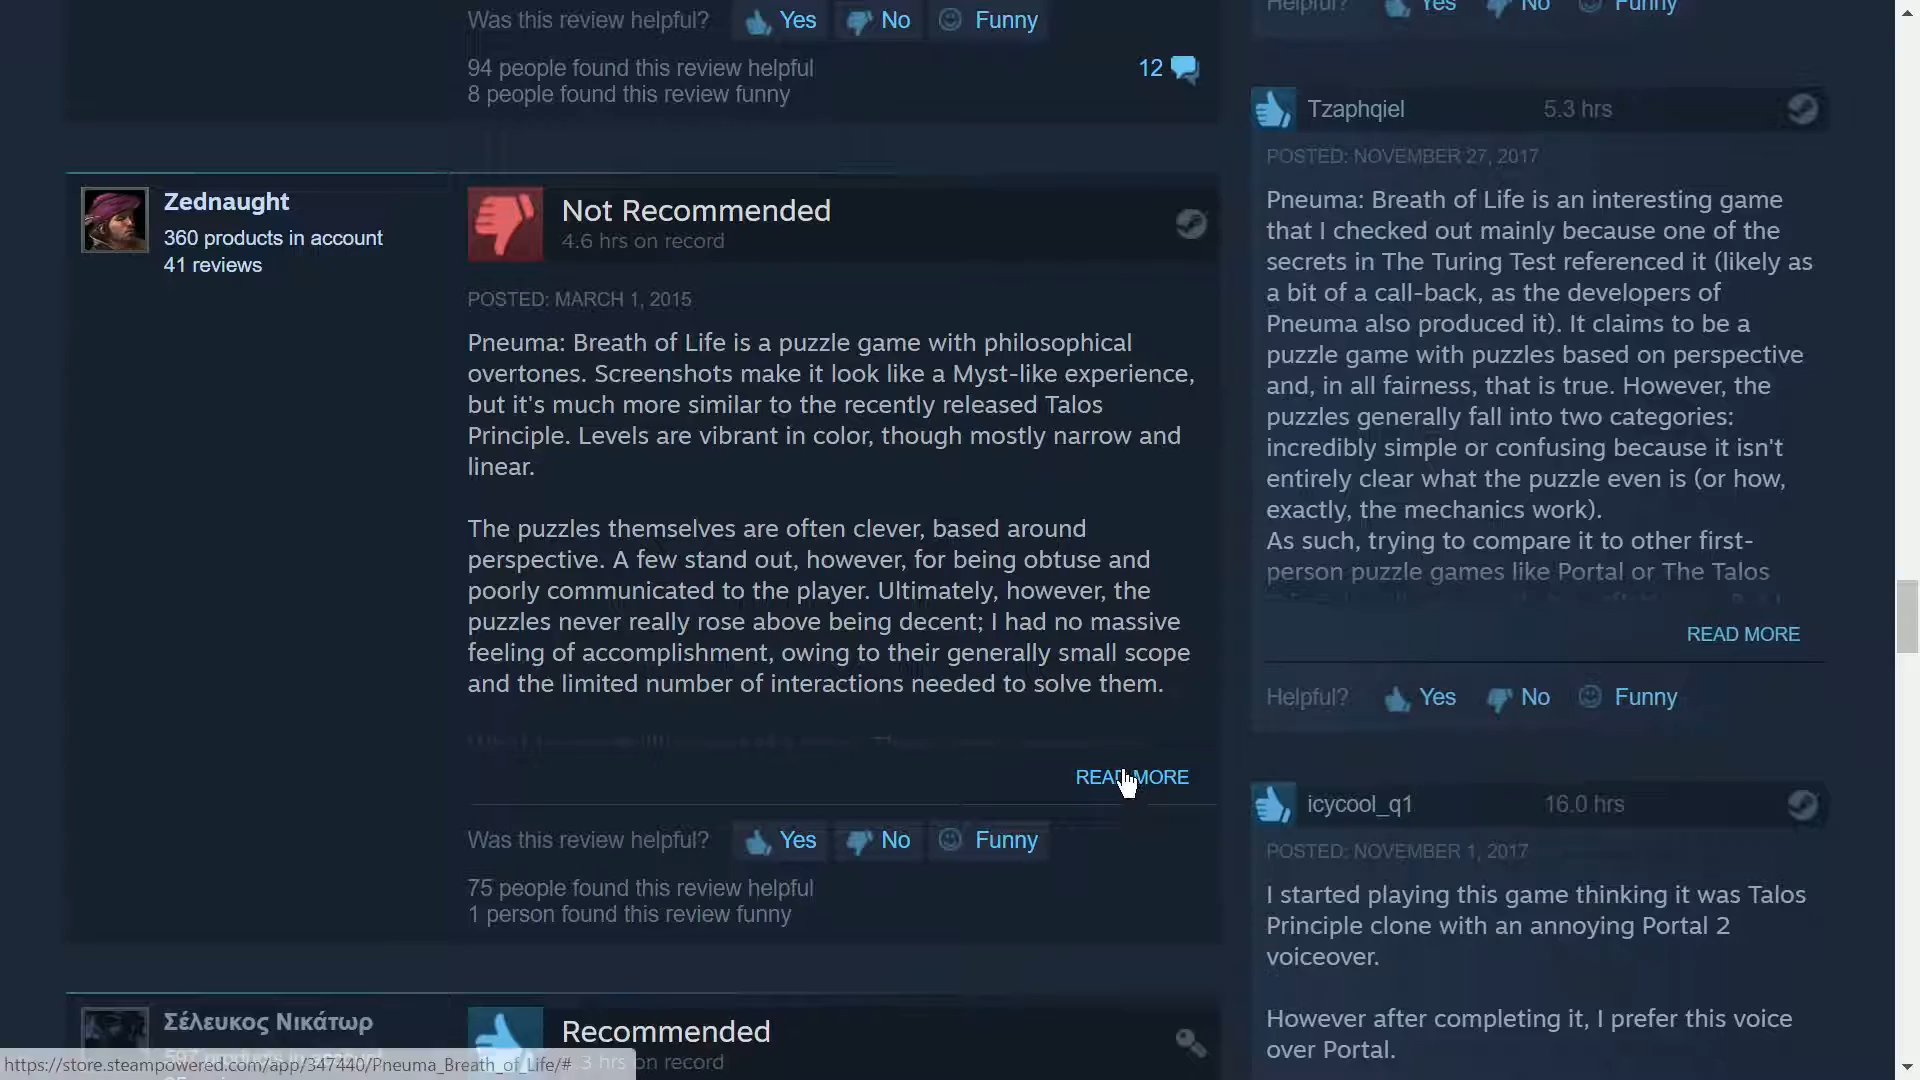 Was this review helpful? Yes No Funny
94 people found this review helpful
8 people found this review funny
12
Zednaught
360 products in account
41 reviews
Not Recommended
4.6 hrs on record
POSTED: MARCH 1, 2015
Pneuma: Breath of Life is a puzzle game with philosophical
overtones. Screenshots make it look like a Myst-like experience,
but it's much more similar to the recently released Talos
Principle. Levels are vibrant in color, though mostly narrow and
linear.
The puzzles themselves are often clever, based around
perspective. A few stand out, however, for being obtuse and
poorly communicated to the player. Ultimately, however, the
puzzles never really rose above being decent; I had no massive
feeling of accomplishment, owing to their generally small scope
and the limited number of interactions needed to solve them.
READ MORE
Was this review helpful? Yes No Funny
75 people found this review helpful
1 person found this review funny
Σέλευκος Νικάτωρ
Recommended
3 hrs on record
https://store.steampowered.com/app/347440/Pneuma_Breath_of_Life/#
Helpful? Yes No Funny
Tzaphqiel 5.3 hrs
POSTED: NOVEMBER 27, 2017
Pneuma: Breath of Life is an interesting game
that I checked out mainly because one of the
secrets in The Turing Test referenced it (likely as
a bit of a call-back, as the developers of
Pneuma also produced it). It claims to be a
puzzle game with puzzles based on perspective
and, in all fairness, that is true. However, the
puzzles generally fall into two categories:
incredibly simple or confusing because it isn't
entirely clear what the puzzle even is (or how,
exactly, the mechanics work).
As such, trying to compare it to other first-
person puzzle games like Portal or The Talos
READ MORE
Helpful? Yes No Funny
icycool_q1 16.0 hrs
POSTED: NOVEMBER 1, 2017
I started playing this game thinking it was Talos
Principle clone with an annoying Portal 2
voiceover.
However after completing it, I prefer this voice
over Portal.